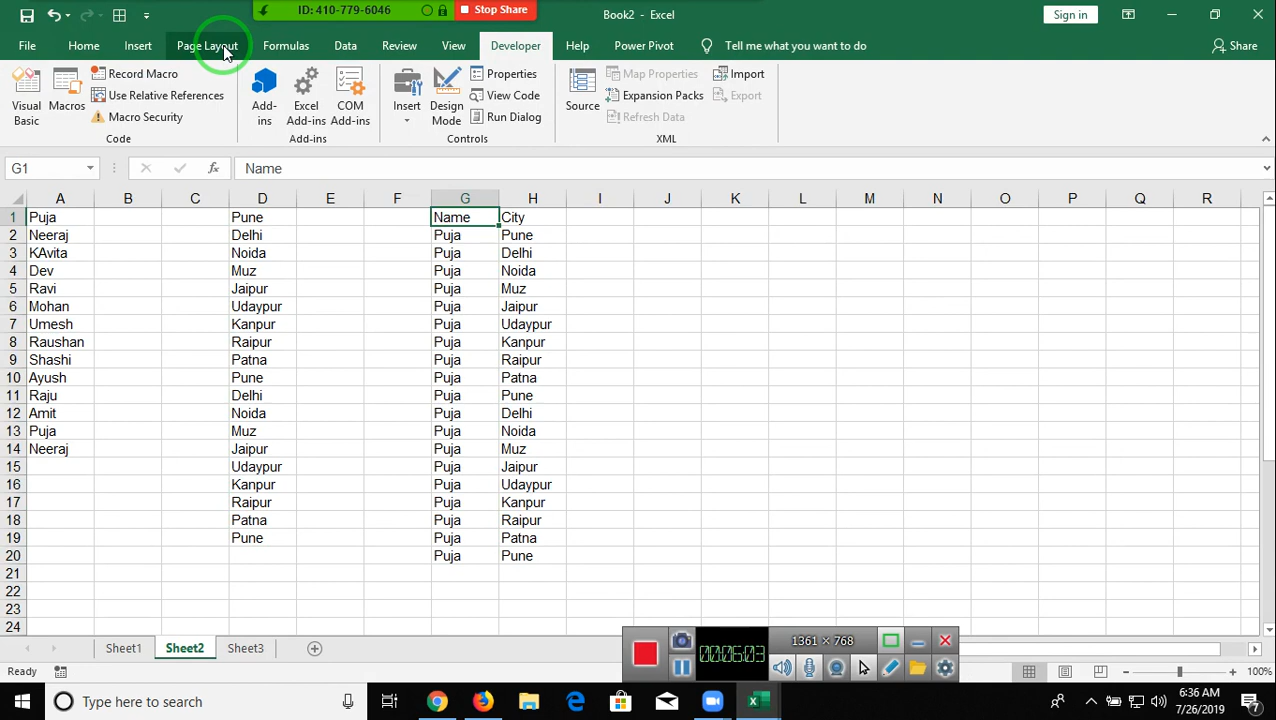 ID: 410-779-6046 Stop Share Book2 - Excel Sign in
File Home Insert Page Layout Formulas Data Review View Developer Help Power Pivot Tell me what you want to do Share
Visual Basic Macros Record Macro Use Relative References Macro Security Code
Add-ins Excel Add-ins COM Add-ins Add-ins
Insert Design Mode Properties View Code Run Dialog Controls
Source Map Properties Expansion Packs Refresh Data Import Export XML
G1 fx Name
A B C D E F G H I J K L M N O P Q R
1 Puja Pune Name City
2 Neeraj Delhi Puja Pune
3 KAvita Noida Puja Delhi
4 Dev Muz Puja Noida
5 Ravi Jaipur Puja Muz
6 Mohan Udaypur Puja Jaipur
7 Umesh Kanpur Puja Udaypur
8 Raushan Raipur Puja Kanpur
9 Shashi Patna Puja Raipur
10 Ayush Pune Puja Patna
11 Raju Delhi Puja Pune
12 Amit Noida Puja Delhi
13 Puja Muz Puja Noida
14 Neeraj Jaipur Puja Muz
15 Udaypur Puja Jaipur
16 Kanpur Puja Udaypur
17 Raipur Puja Kanpur
18 Patna Puja Raipur
19 Pune Puja Patna
20 Puja Pune
21
22
23
24
Sheet1 Sheet2 Sheet3
00:06:03 1361 × 768
Ready 100%
Type here to search 6:36 AM
7/26/2019 7